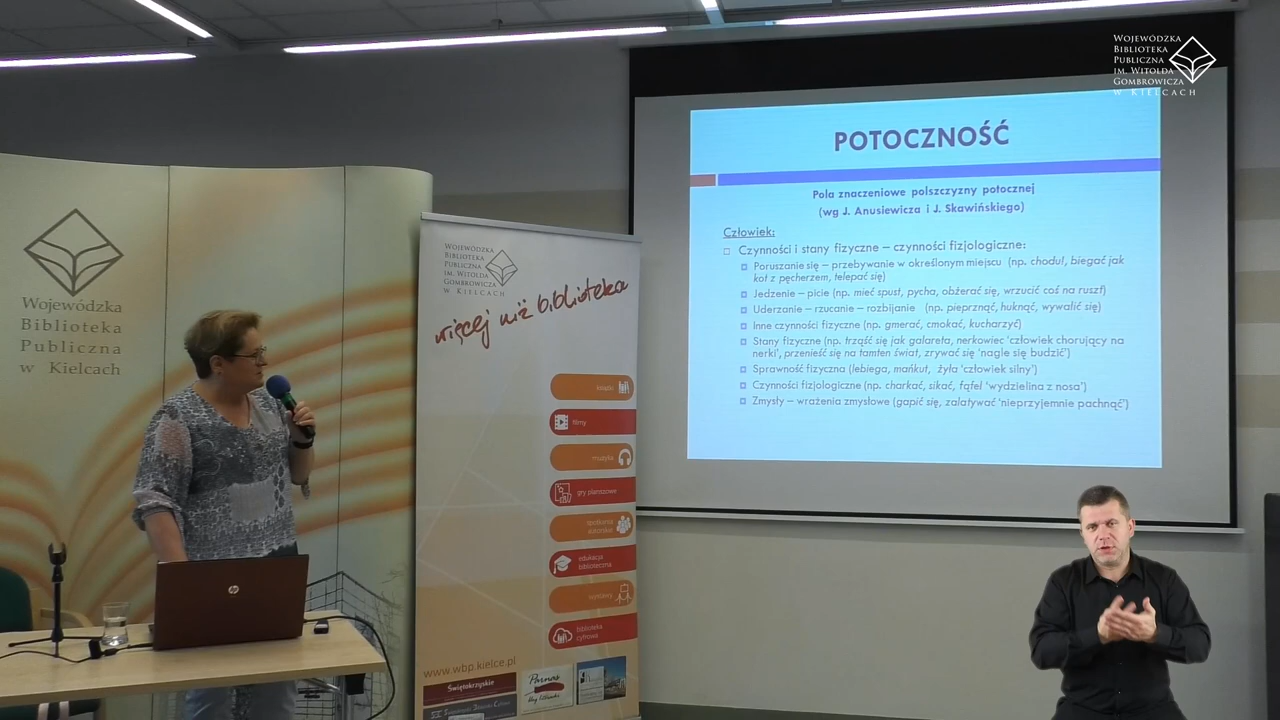 Wojewódzka
Biblioteka
Publiczna
im. Witolda
Gombrowicza
w Kielcach
POTOCZNOŚĆ
Pola znaczeniowe polszczyzny potocznej
(wg J. Anusiewicza i J. Skawińskiego)
Człowiek:
Czynności i stany fizyczne – czynności fizjologiczne:
Poruszanie się – przebywanie w określonym miejscu (np. chodu!, biegać jak
kot z pęcherzem, telepać się)
Jedzenie – picie (np. mieć spust, pycha, obżerać się, wrzucić coś na ruszt)
Uderzanie – rzucanie – rozbijanie (np. pieprznąć, huknąć, wywalić się)
Inne czynności fizyczne (np. gmerać, cmokać, kucharzyć)
Stany fizyczne (np. trząść się jak galareta, nerkowiec 'człowiek chorujący na
nerki', przenieść się na tamten świat, zrywać się 'nagle się budzić')
Sprawność fizyczna (lebiega, mańkut, żyła 'człowiek silny')
Czynności fizjologiczne (np. charkać, sikać, fąfel 'wydzielina z nosa')
Zmysły – wrażenia zmysłowe (gapić się, zalatywać 'nieprzyjemnie pachnąć')
Wojewódzka
Biblioteka
Publiczna
w Kielcach
Wojewódzka
Biblioteka
Publiczna
im. Witolda
Gombrowicza
w Kielcach
więcej niż biblioteka
książki
filmy
muzyka
gry planszowe
spotkania
autorskie
edukacja
biblioteczna
wystawy
biblioteka
cyfrowa
www.wbp.kielce.pl
Świętokrzyskie
Parnas
hp